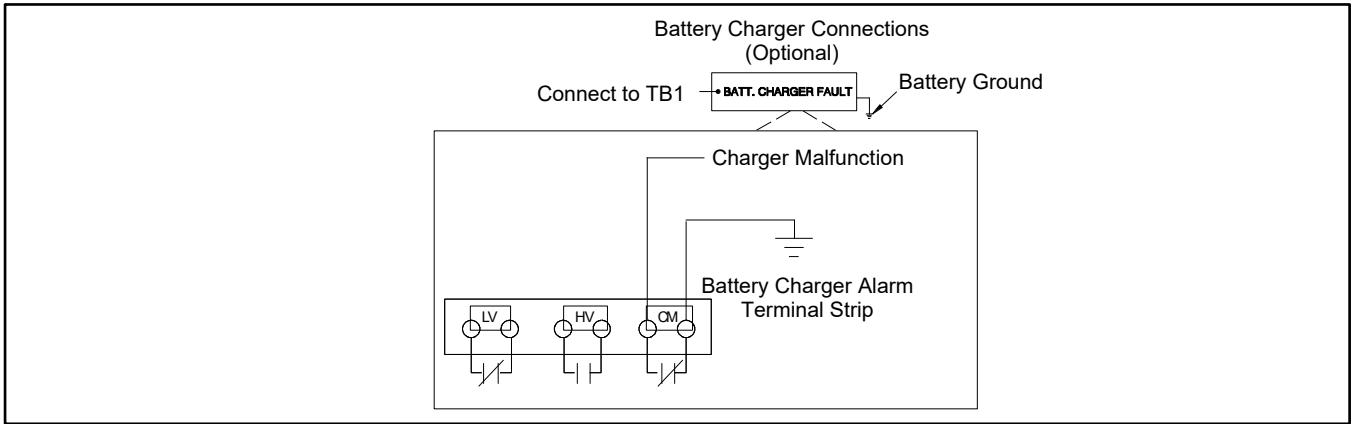 Battery Charger Connections
(Optional)
Connect to TB1
BATT. CHARGER FAULT
Battery Ground
Charger Malfunction
Battery Charger Alarm
Terminal Strip
LV
HV
CM